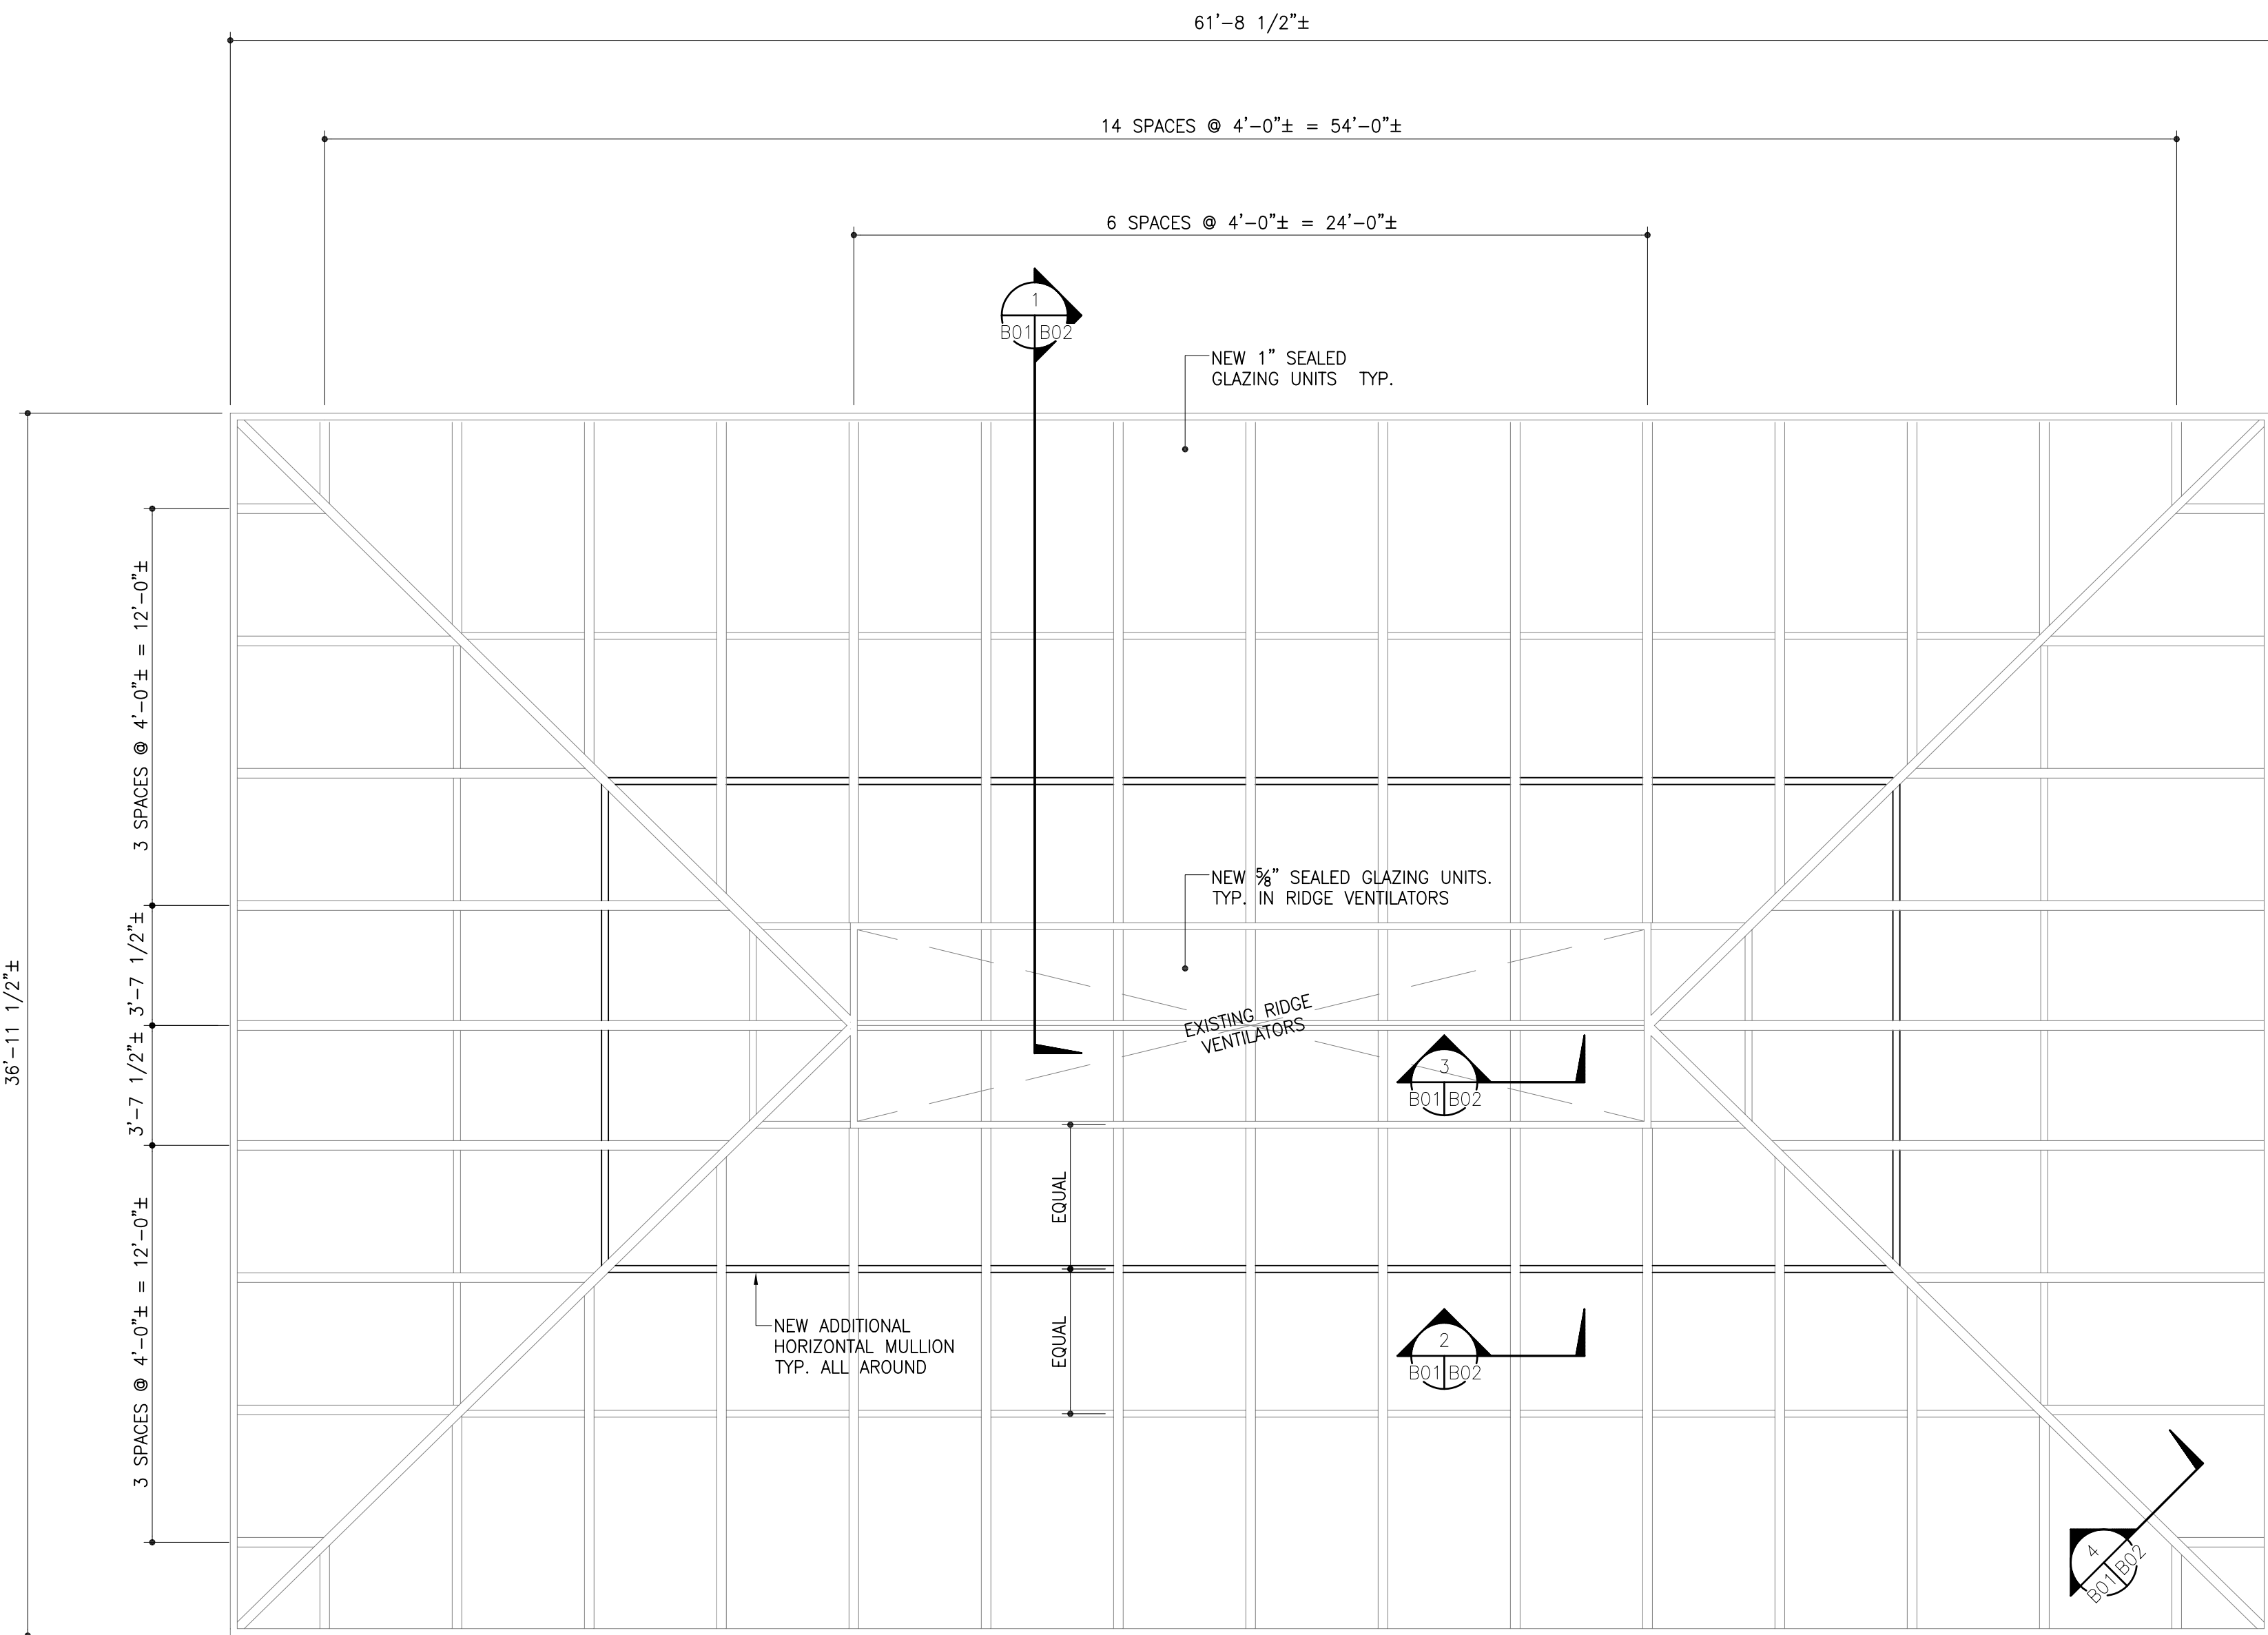 61'-8 1/2"±
14 SPACES @ 4'-0"± = 54'-0"±
6 SPACES @ 4'-0"± = 24'-0"±
1
B01 B02
NEW 1" SEALED
GLAZING UNITS TYP.
3 SPACES @ 4'-0"± = 12'-0"±
3'-7 1/2"±
36'-11 1/2"±
3'-7 1/2"±
3 SPACES @ 4'-0"± = 12'-0"±
NEW ⅝" SEALED GLAZING UNITS.
TYP. IN RIDGE VENTILATORS
EXISTING RIDGE
VENTILATORS
3
B01 B02
EQUAL
EQUAL
NEW ADDITIONAL
HORIZONTAL MULLION
TYP. ALL AROUND
2
B01 B02
4
B01 B02